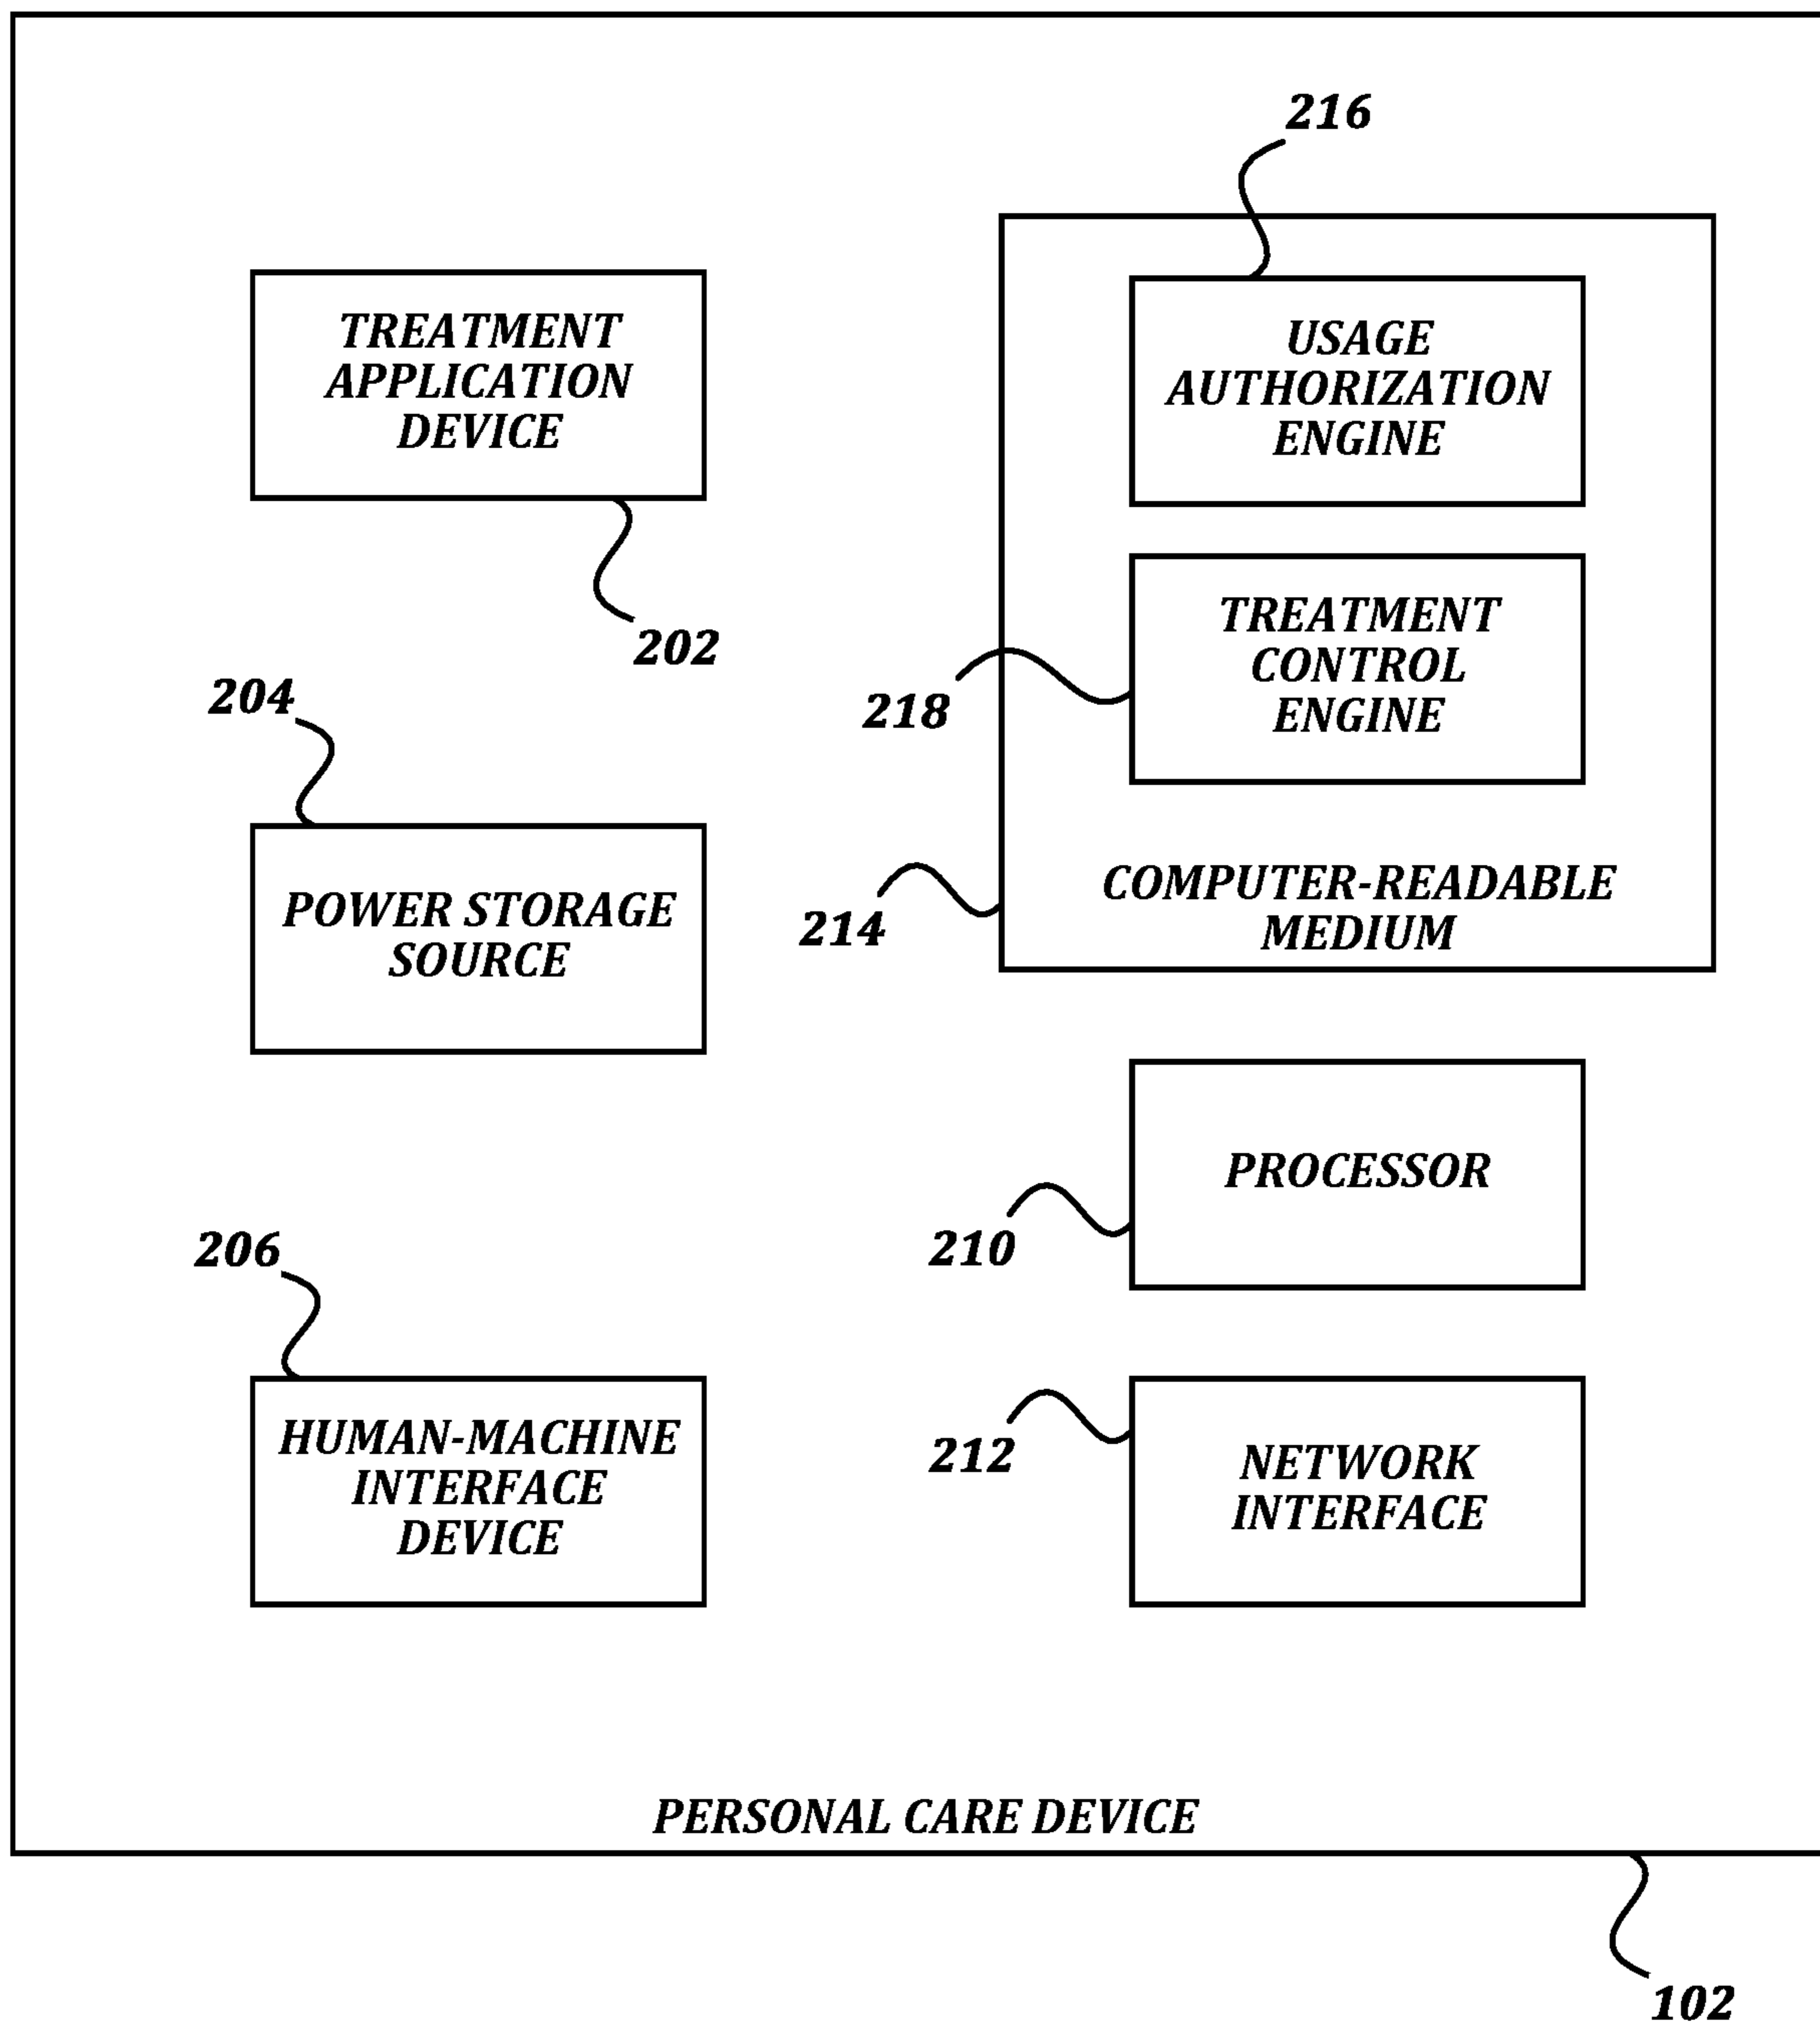 216
TREATMENT
APPLICATION
DEVICE
202
USAGE
AUTHORIZATION
ENGINE
TREATMENT
CONTROL
ENGINE
218
204
POWER STORAGE
SOURCE
COMPUTER-READABLE
MEDIUM
214
PROCESSOR
210
206
HUMAN-MACHINE
INTERFACE
DEVICE
212
NETWORK
INTERFACE
PERSONAL CARE DEVICE
102